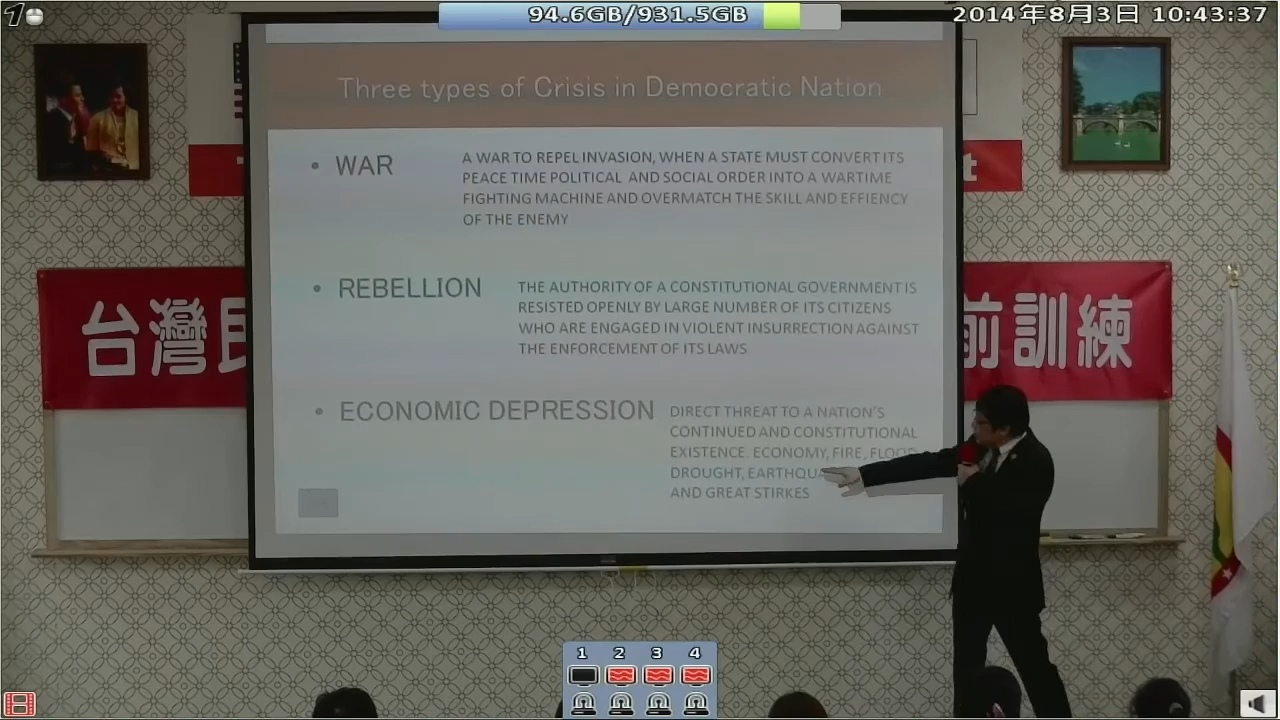 1
94.6GB/931.5GB
2014年8月3日 10:43:37
Three types of Crisis in Democratic Nation
• WAR
A WAR TO REPEL INVASION, WHEN A STATE MUST CONVERT ITS
PEACE TIME POLITICAL AND SOCIAL ORDER INTO A WARTIME
FIGHTING MACHINE AND OVERMATCH THE SKILL AND EFFIENCY
OF THE ENEMY
t
• REBELLION
THE AUTHORITY OF A CONSTITUTIONAL GOVERNMENT IS
RESISTED OPENLY BY LARGE NUMBER OF ITS CITIZENS
WHO ARE ENGAGED IN VIOLENT INSURRECTION AGAINST
THE ENFORCEMENT OF ITS LAWS
台灣民
前訓練
• ECONOMIC DEPRESSION
DIRECT THREAT TO A NATION'S
CONTINUED AND CONSTITUTIONAL
EXISTENCE. ECONOMY, FIRE, FLOOD
DROUGHT, EARTHQUA
AND GREAT STIRKES
1 2 3 4